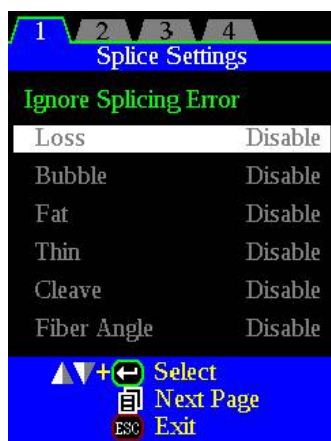 1 2 3 4
Splice Settings
Ignore Splicing Error
Loss Disable
Bubble Disable
Fat Disable
Thin Disable
Cleave Disable
Fiber Angle Disable
+ Select
Next Page
ESC Exit